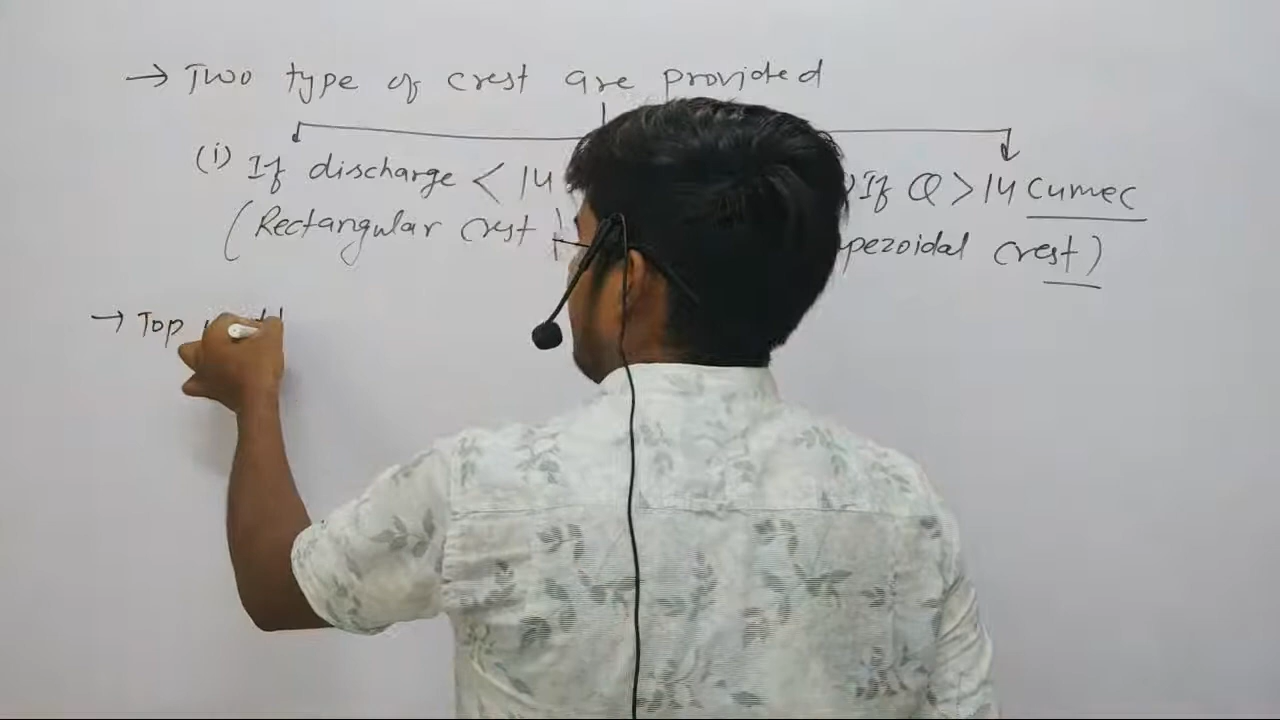 → Two type of crest are provided
(i) If discharge < 14
)If Q > 14 Cumec
(Rectangular Crest)
pezoidal Crest)
→ Top